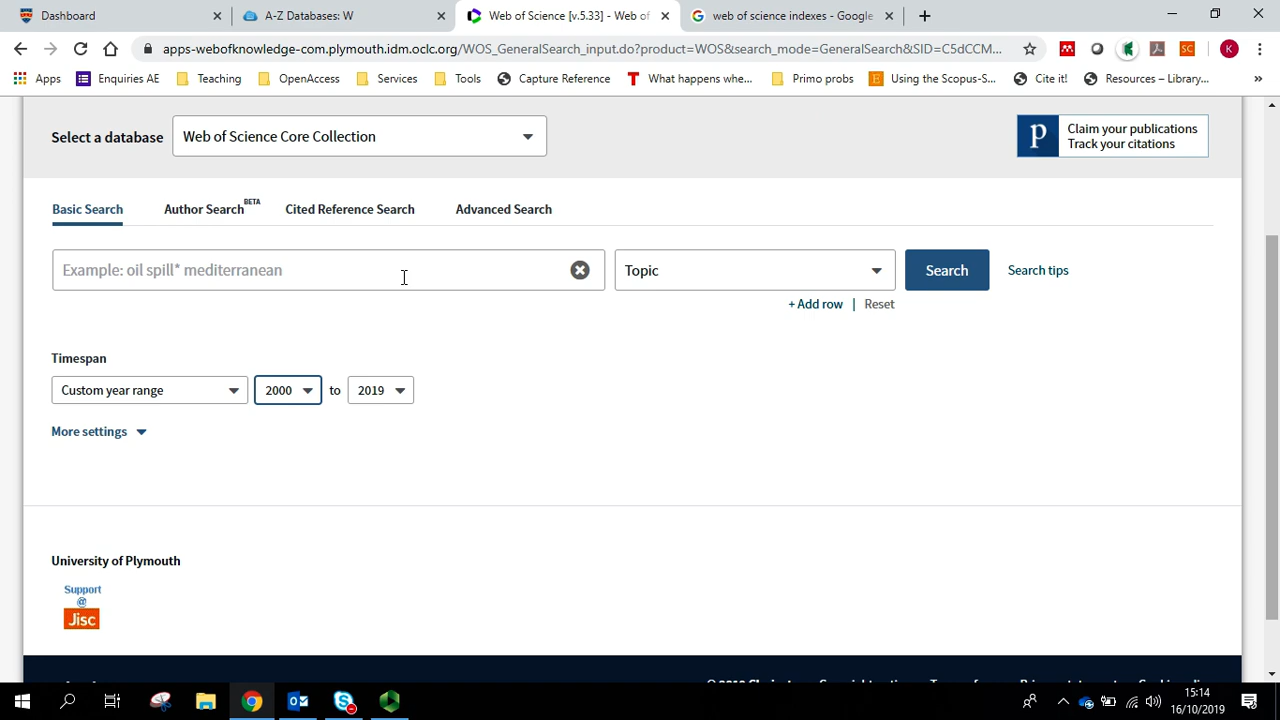 Dashboard
A-Z Databases: W
Web of Science [v.5.33] - Web of
web of science indexes - Google
apps-webofknowledge-com.plymouth.idm.oclc.org/WOS_GeneralSearch_input.do?product=WOS&search_mode=GeneralSearch&SID=C5dCCM...
SC
K
Apps
Enquiries AE
Teaching
OpenAccess
Services
Tools
Capture Reference
T What happens whe...
Primo probs
Using the Scopus-S...
Cite it!
Resources – Library...
»
Select a database
Web of Science Core Collection
p
Claim your publications
Track your citations
Basic Search
Author Search BETA
Cited Reference Search
Advanced Search
Example: oil spill* mediterranean
Topic
Search
Search tips
+ Add row | Reset
Timespan
Custom year range
2000
to
2019
More settings
University of Plymouth
Support
@
Jisc
15:14
16/10/2019